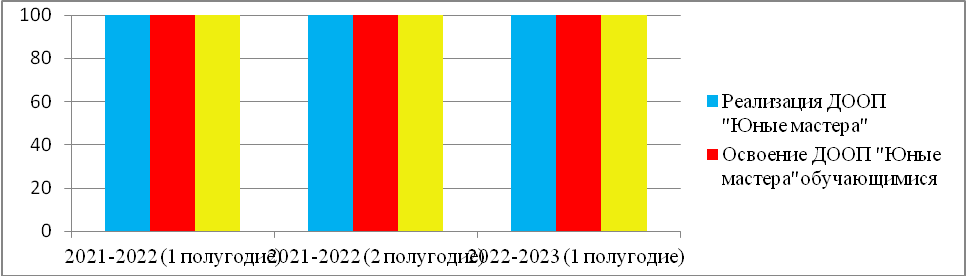 100
80
60
40
20
0
2021-2022 (1 полугодие)
2021-2022 (2 полугодие)
2022-2023 (1 полугодие)
Реализация ДООП
"Юные мастера"
Освоение ДООП "Юные
мастера"обучающимися